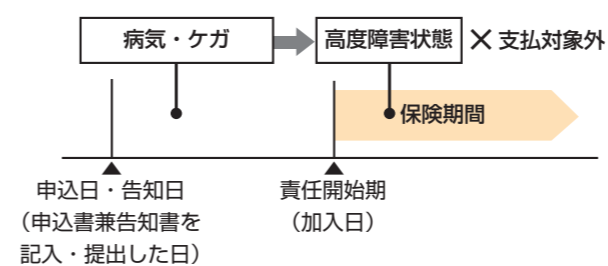 病気・ケガ
高度障害状態
× 支払対象外
保険期間
申込日・告知日
（申込書兼告知書を
記入・提出した日）
責任開始期
（加入日）